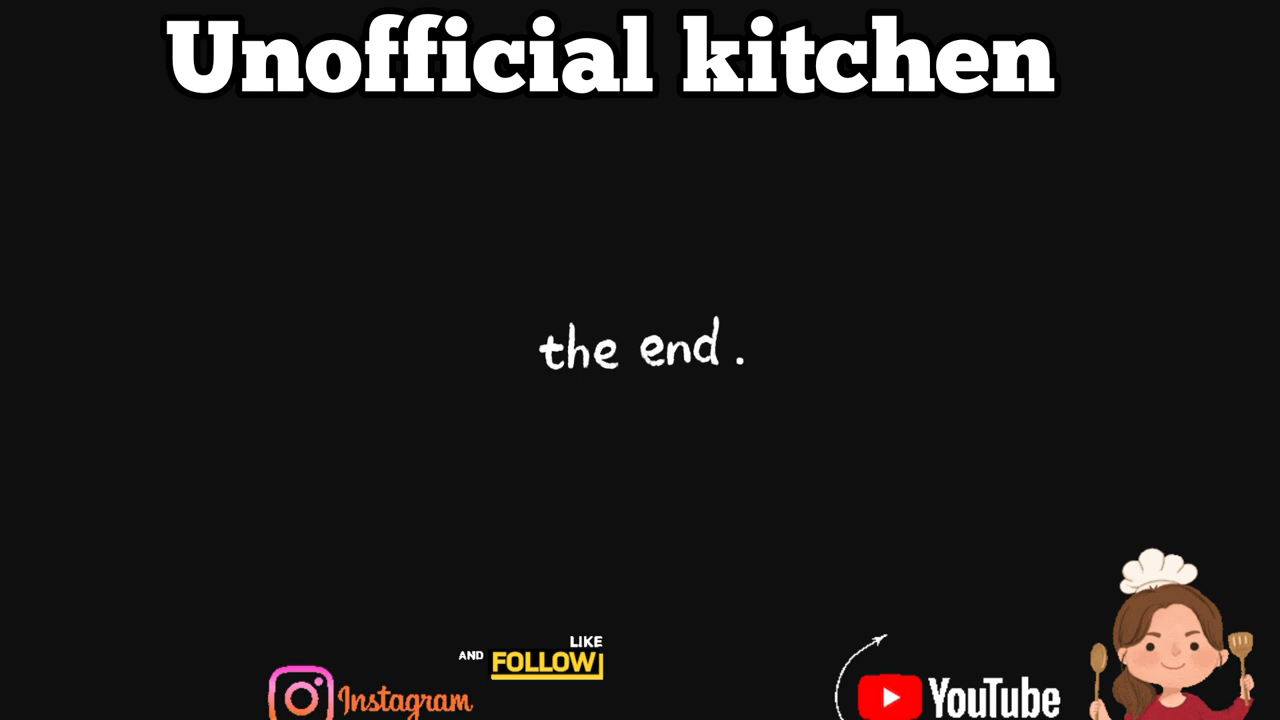 Unofficial kitchen
the end .
LIKE
AND FOLLOW
Instagram
YouTube